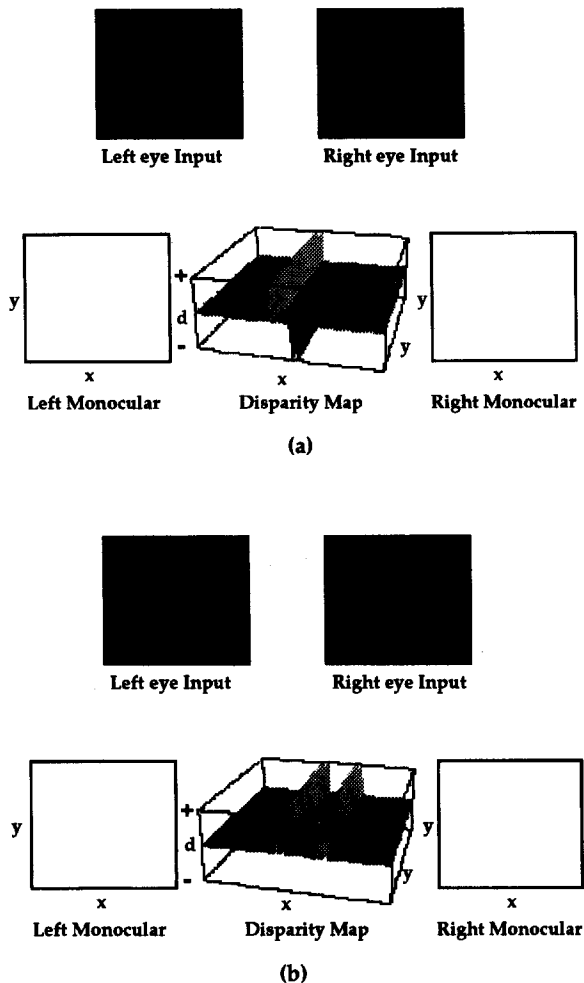 Left eye Input Right eye Input
+
y d y
- y
x x x
Left Monocular Disparity Map Right Monocular
(a)
Left eye Input Right eye Input
+
y d y
- y
x x x
Left Monocular Disparity Map Right Monocular
(b)